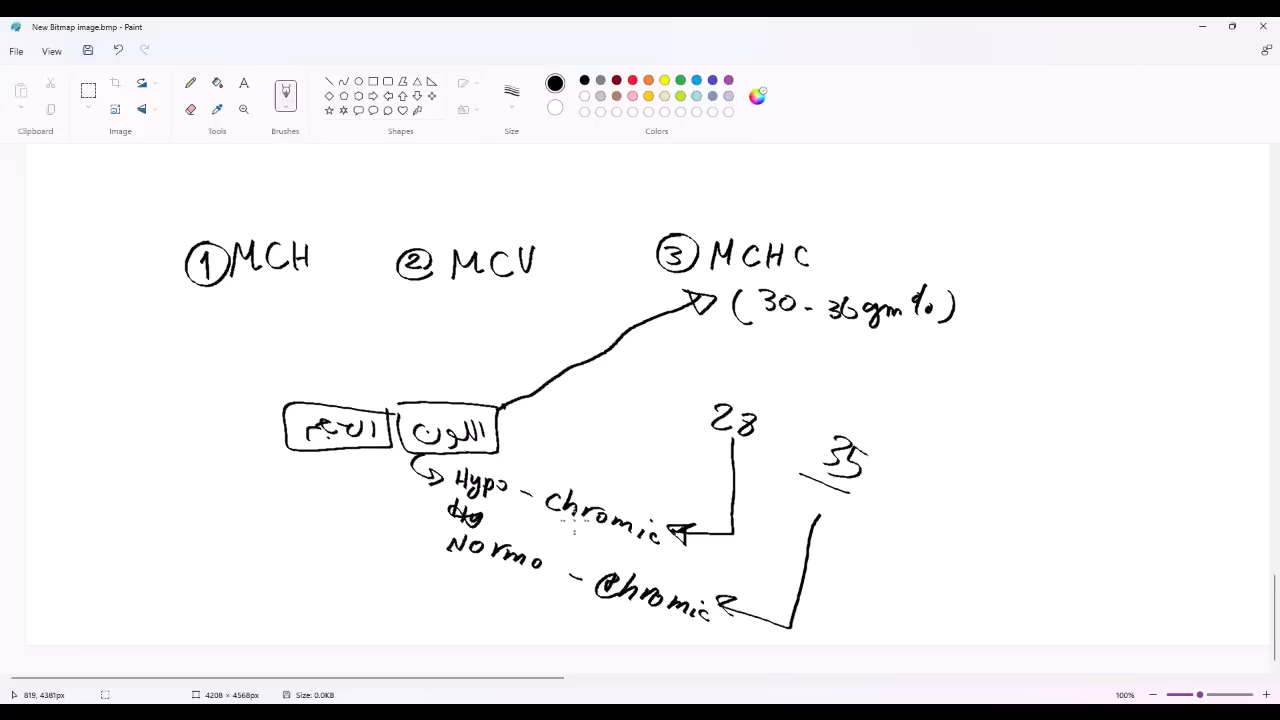 New Bitmap image.bmp - Paint
File View
Clipboard Image Tools Brushes Shapes Size Colors
① MCH ② MCV ③ MCHC
(30 - 36 gm%)
الحجم اللون
28
35
Hypo - chromic
Normo - chromic
819, 4381px 4208 × 4568px Size: 0.0KB 100%